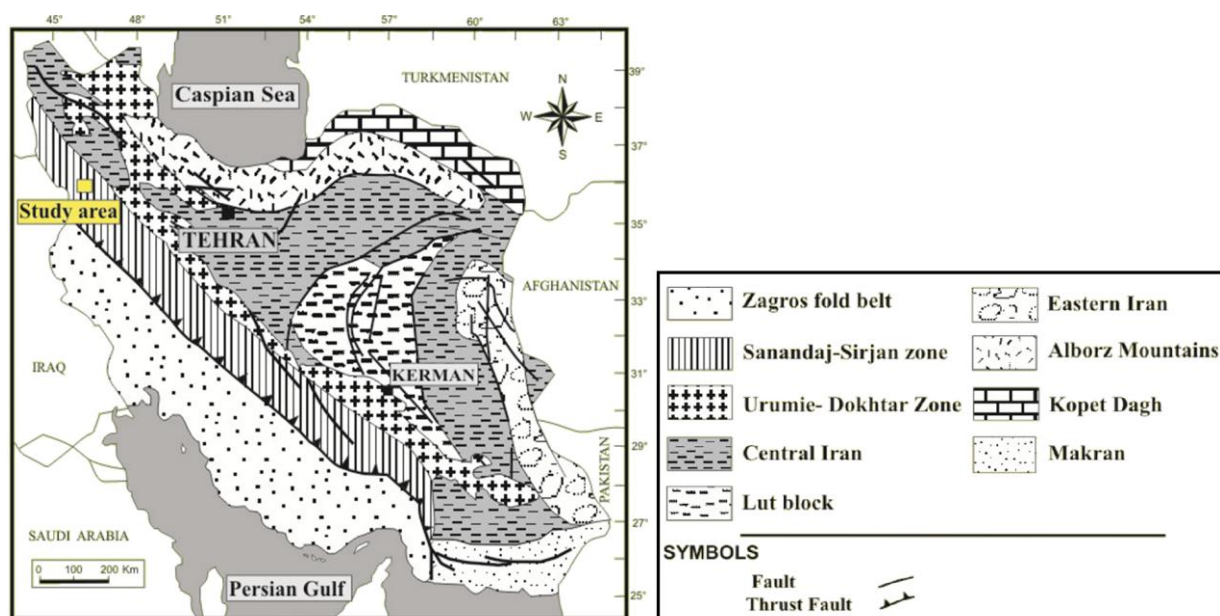 45° 48° 51° 54° 57° 60° 63°
39°
TURKMENISTAN
Caspian Sea
N
W E
S
37°
Study area
35°
TEHRAN
AFGHANISTAN
33°
IRAQ
KERMAN
31°
29°
PAKISTAN
SAUDI ARABIA
27°
0 100 200 Km
Persian Gulf
25°
Zagros fold belt
Eastern Iran
Sanandaj-Sirjan zone
Alborz Mountains
Urumie- Dokhtar Zone
Kopet Dagh
Central Iran
Makran
Lut block
SYMBOLS
Fault
Thrust Fault